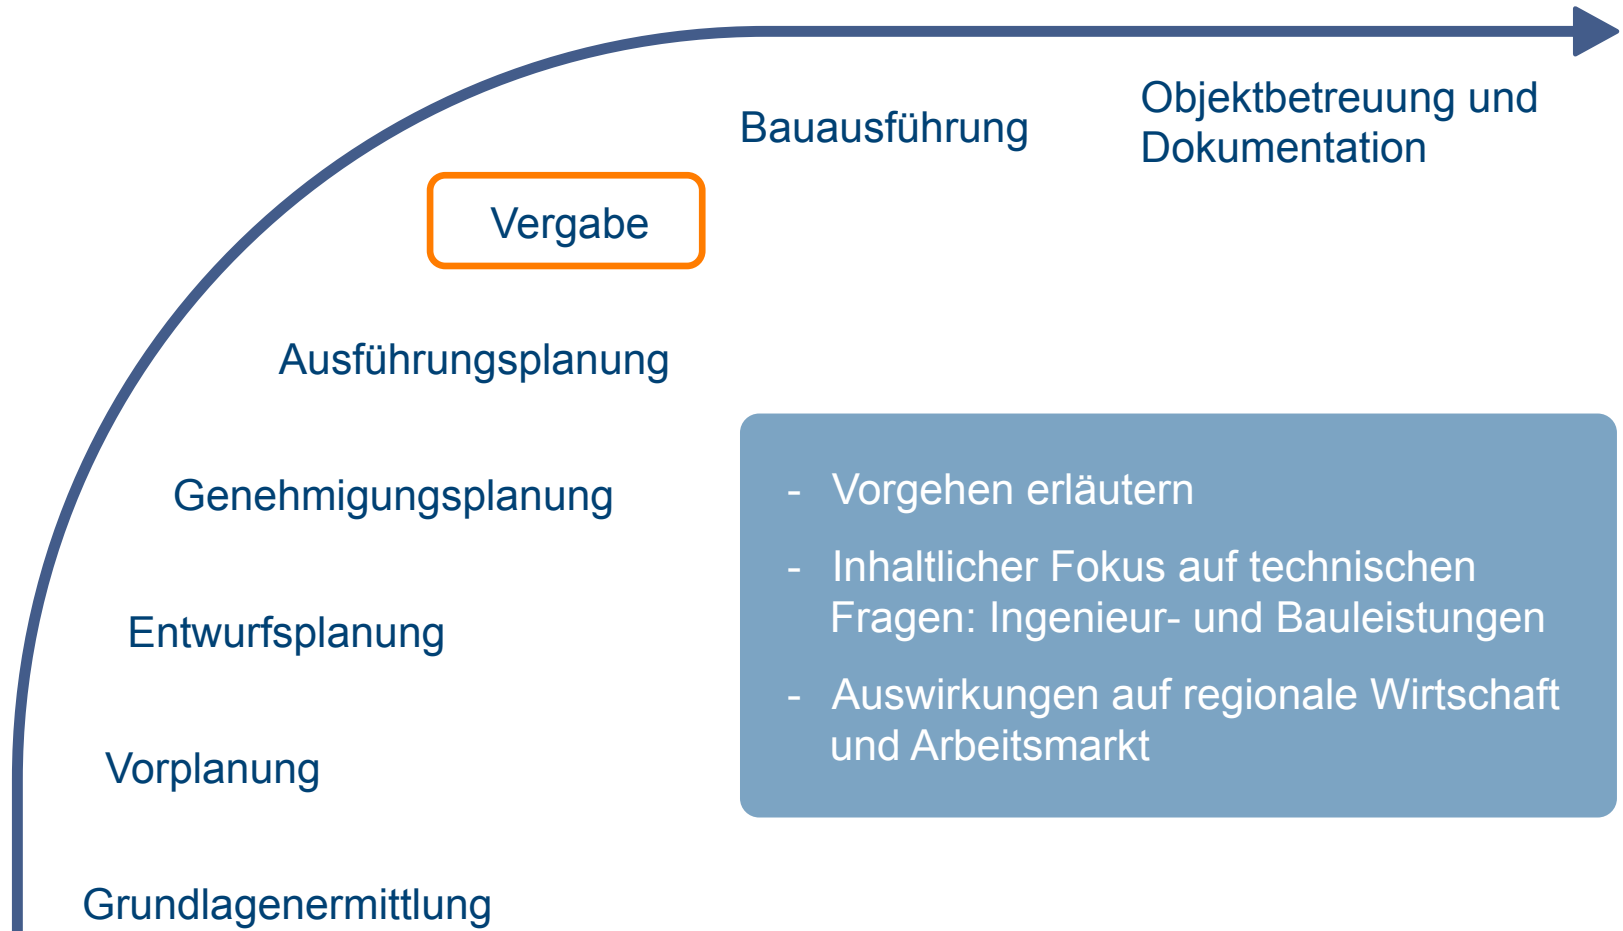 Objektbetreuung und
Dokumentation
Bauausführung
Vergabe
Ausführungsplanung
Genehmigungsplanung
Entwurfsplanung
Vorplanung
Grundlagenermittlung
- Vorgehen erläutern
- Inhaltlicher Fokus auf technischen
Fragen: Ingenieur- und Bauleistungen
- Auswirkungen auf regionale Wirtschaft
und Arbeitsmarkt